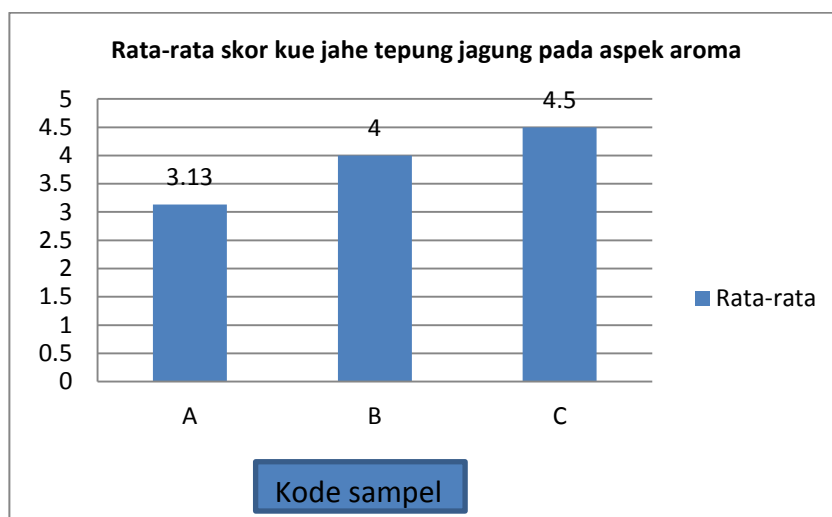 Rata-rata skor kue jahe tepung jagung pada aspek aroma
5
4.5
4
3.5
3
2.5
2
1.5
1
0.5
0
3.13
4
4.5
A
B
C
Rata-rata
Kode sampel